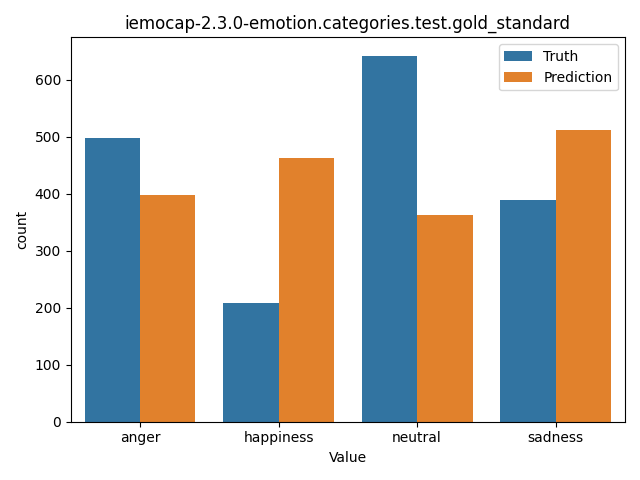 iemocap-2.3.0-emotion.categories.test.gold_standard
Truth
Prediction
count
600
500
400
300
200
100
0
anger happiness neutral sadness
Value